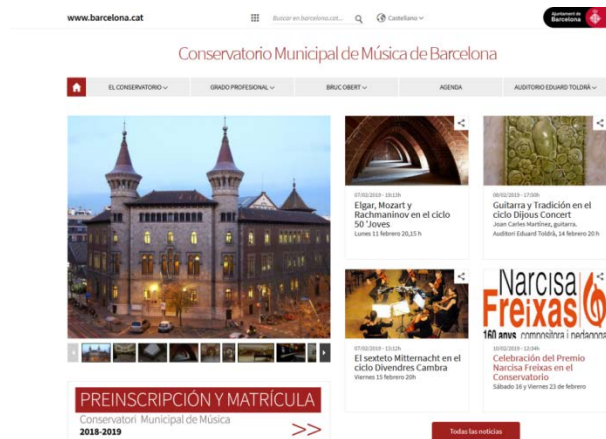 www.barcelona.cat
Buscar en barcelona.cat...
Castellano
Ajuntament de
Barcelona
Conservatorio Municipal de Música de Barcelona
EL CONSERVATORIO
GRADO PROFESIONAL
BRUC OBERT
AGENDA
AUDITORIO EDUARD TOLDRÀ
07/02/2019 - 18:15h
Elgar, Mozart y
Rachmaninov en el ciclo
50 'Joves
Lunes 11 febrero 20,15 h
08/02/2019 - 17:50h
Guitarra y Tradición en el
ciclo Dijous Concert
Joan Carles Martínez, guitarra.
Auditori Eduard Toldrà, 14 febrero 20 h
07/02/2019 - 13:12h
El sexteto Mitternacht en el
ciclo Divendres Cambra
Viernes 15 febrero 20h
Narcisa
Freixas
160 anys, compositora i pedagoga
10/02/2019 - 12:34h
Celebración del Premio
Narcisa Freixas en el
Conservatorio
Sábado 16 y Viernes 23 de febrero
PREINSCRIPCIÓN Y MATRÍCULA
Conservatori Municipal de Música
2018-2019
>>
Todas las noticias